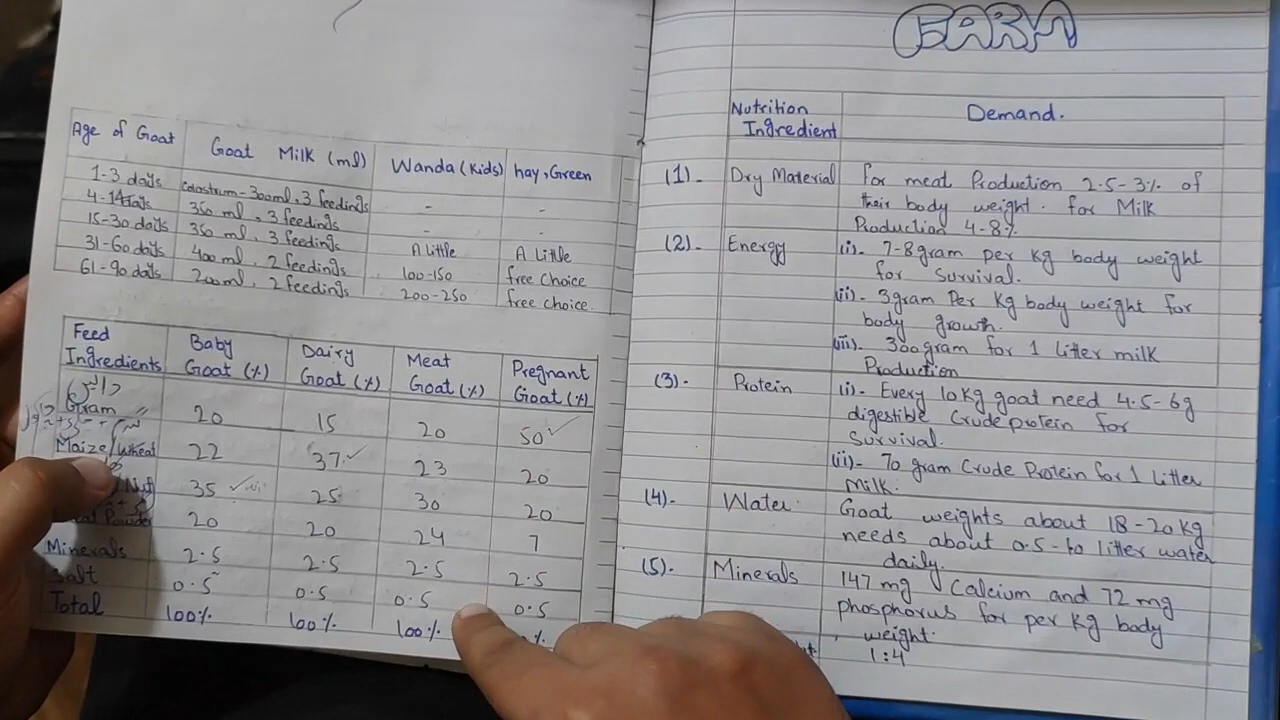 Age of Goat | Goat Milk (ml) | Wanda (Kids) | hay, Green
1-3 days | Colostrum-300ml, 3 feedings | - | -
4-14 days | 350 ml, 3 feedings | - | -
15-30 days | 350 ml, 3 feedings | A Little | A Little
31-60 days | 400 ml, 2 feedings | 100-150 | free Choice
61-90 days | 200 ml, 2 feedings | 200-250 | free Choice.
Feed Ingredients | Baby Goat (%) | Dairy Goat (%) | Meat Goat (%) | Pregnant Goat (%)
Gram | 20 | 15 | 20 | 50 ✓
Maize/Wheat | 22 | 37 ✓ | 23 | 20
35 ✓ | 25 | 30 | 20
Powder | 20 | 20 | 24 | 7
Minerals | 2.5 | 2.5 | 2.5 | 2.5
Salt | 0.5 | 0.5 | 0.5 | 0.5
Total | 100% | 100% | 100% | %
FARM
Nutrition Ingredient | Demand.
(1)- Dry Material | For meat Production 2.5-3% of
their body weight. for Milk
Production 4-8%
(2)- Energy | (i)- 7-8gram per Kg body weight
for Survival.
(ii)- 3gram Per Kg body weight for
body growth.
(iii)- 300gram for 1 litter milk
Production
(3)- Protein | (i)- Every 10Kg goat need 4.5-6g
digestible Crude protein for
Survival.
(ii)- 70 gram Crude Protein for 1 Litter
Milk.
(4)- Water | Goat weights about 18-20Kg
needs about 0.5-to litter water
daily.
(5)- Minerals | 147 mg Calcium and 72 mg
phosphorus for per Kg body
weight.
1:4